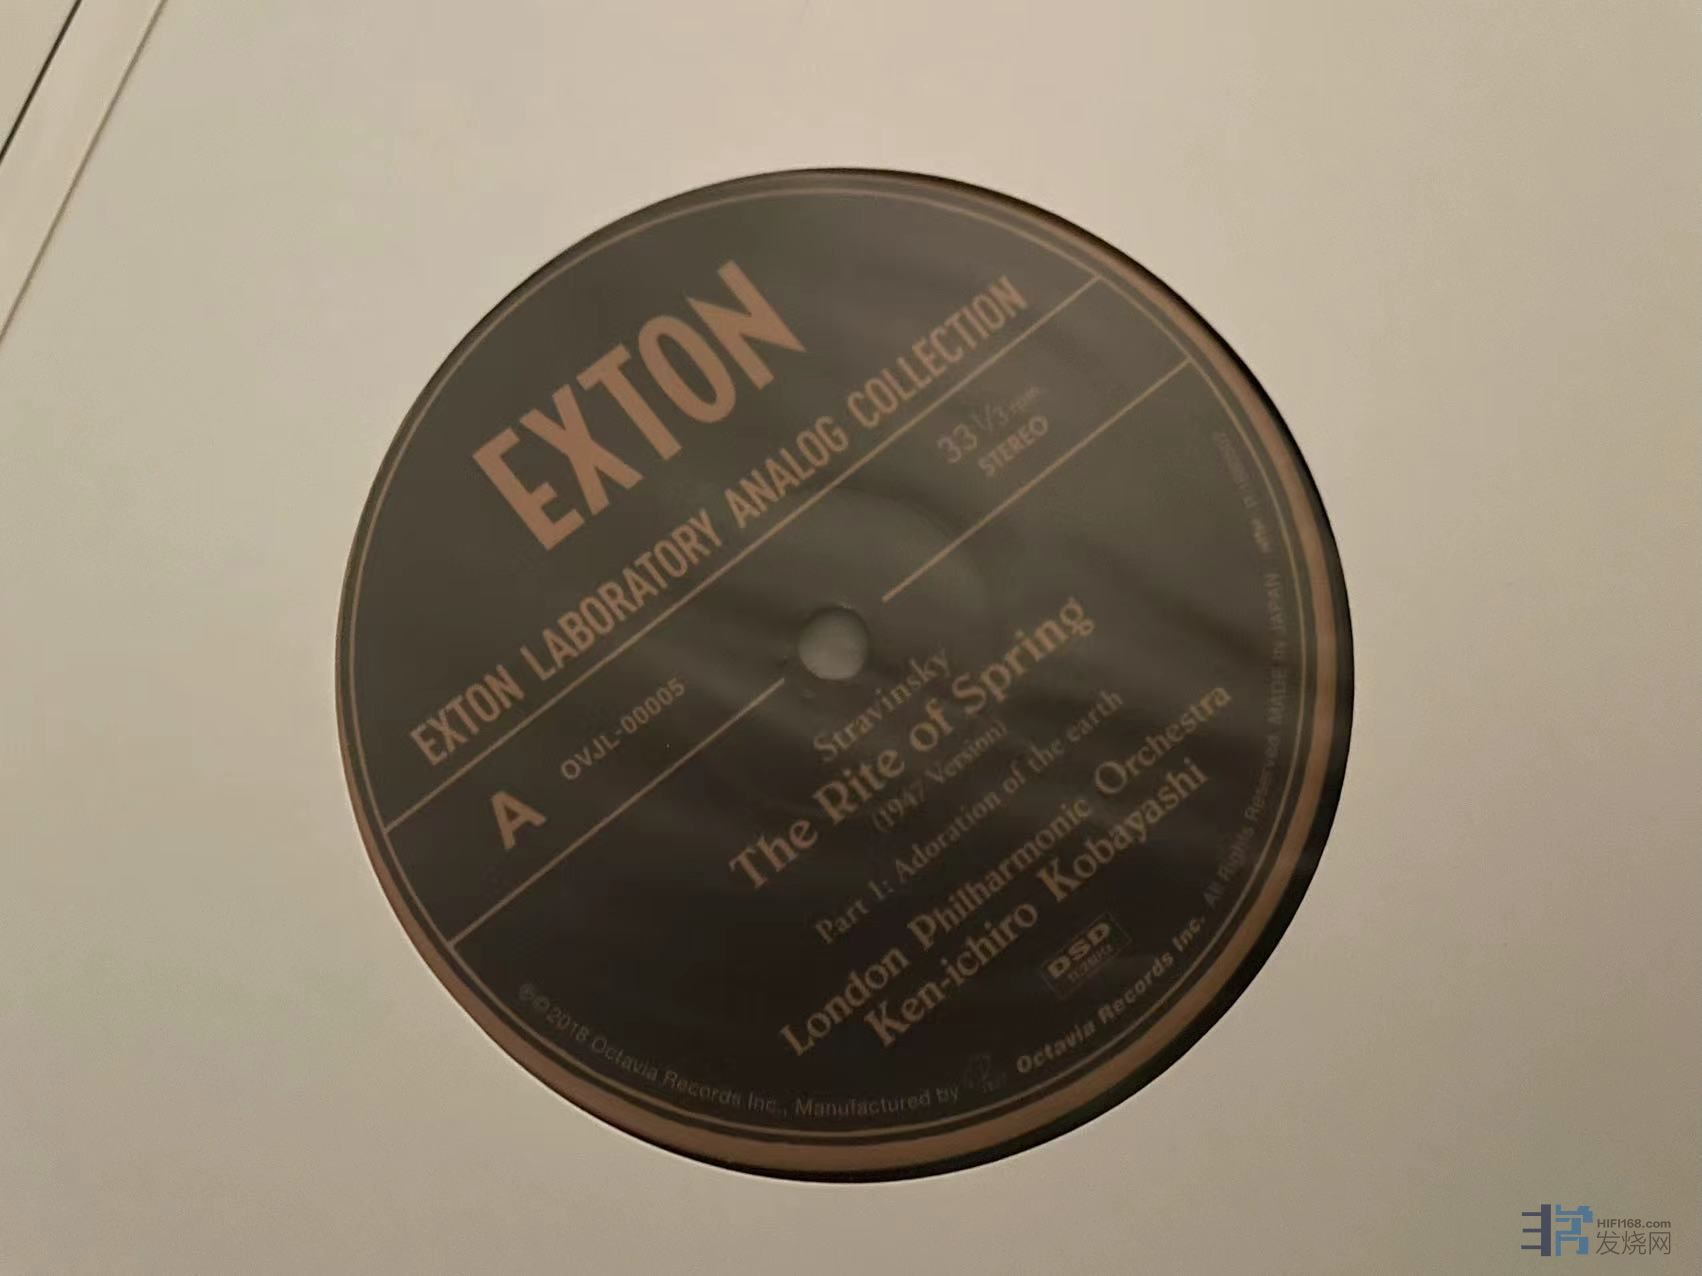 EXTON
EXTON LABORATORY ANALOG COLLECTION
33 1/3 rpm
STEREO
A
OVJL-00005
Stravinsky
The Rite of Spring
(1947 Version)
Part 1: Adoration of the earth
London Philharmonic Orchestra
Ken-ichiro Kobayashi
DSD
℗©2018 Octavia Records Inc., Manufactured by
Octavia Records Inc. All Rights Reserved. MADE IN JAPAN
HIFI168.com
发烧网